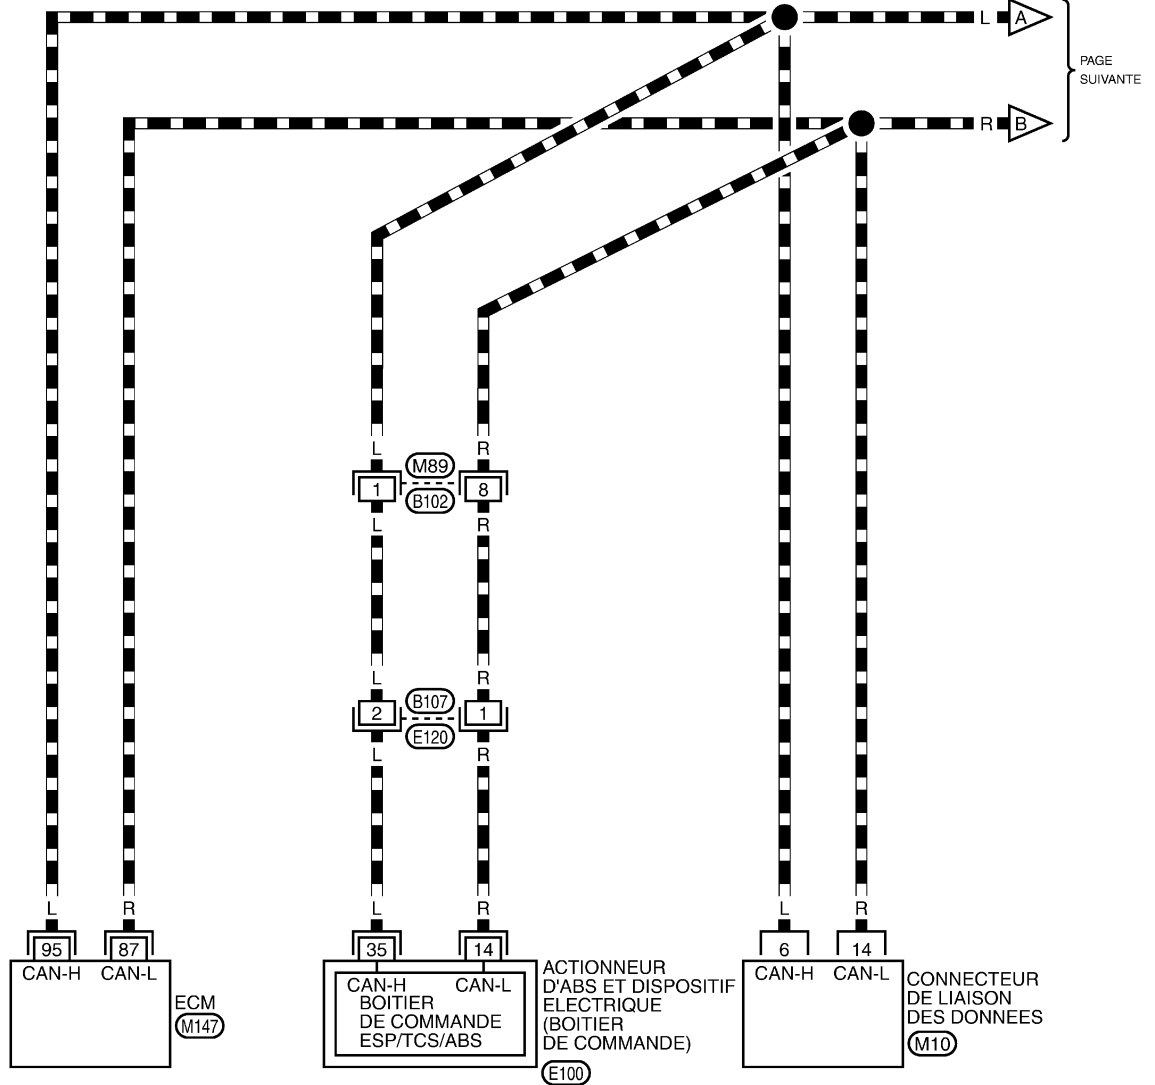 L A
PAGE
SUIVANTE
R B
L R
M89
1 8
B102
L R
L R
B107
2 1
E120
L R
L R L R L R
95 87 35 14 6 14
CAN-H CAN-L
ECM
M147
CAN-H CAN-L
BOITIER
DE COMMANDE
ESP/TCS/ABS
ACTIONNEUR
D'ABS ET DISPOSITIF
ELECTRIQUE
(BOITIER
DE COMMANDE)
E100
CAN-H CAN-L
CONNECTEUR
DE LIAISON
DES DONNEES
M10